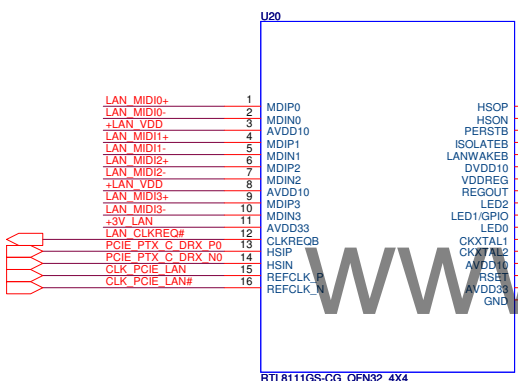 U20
LAN_MIDI0+ 1 MDIP0 HSOP
LAN_MIDI0- 2 MDIN0 HSON
+LAN_VDD 3 AVDD10 PERSTB
LAN_MIDI1+ 4 MDIP1 ISOLATEB
LAN_MIDI1- 5 MDIN1 LANWAKEB
LAN_MIDI2+ 6 MDIP2 DVDD10
LAN_MIDI2- 7 MDIN2 VDDREG
+LAN_VDD 8 AVDD10 REGOUT
LAN_MIDI3+ 9 MDIP3 LED2
LAN_MIDI3- 10 MDIN3 LED1/GPIO
+3V_LAN 11 AVDD33 LED0
LAN_CLKREQ# 12 CLKREQB CKXTAL1
PCIE_PTX_C_DRX_P0 13 HSIP CKXTAL2
PCIE_PTX_C_DRX_N0 14 HSIN AVDD10
CLK_PCIE_LAN 15 REFCLK_P RSET
CLK_PCIE_LAN# 16 REFCLK_N AVDD33
GND
WW
RTL8111GS-CG_QFN32_4X4